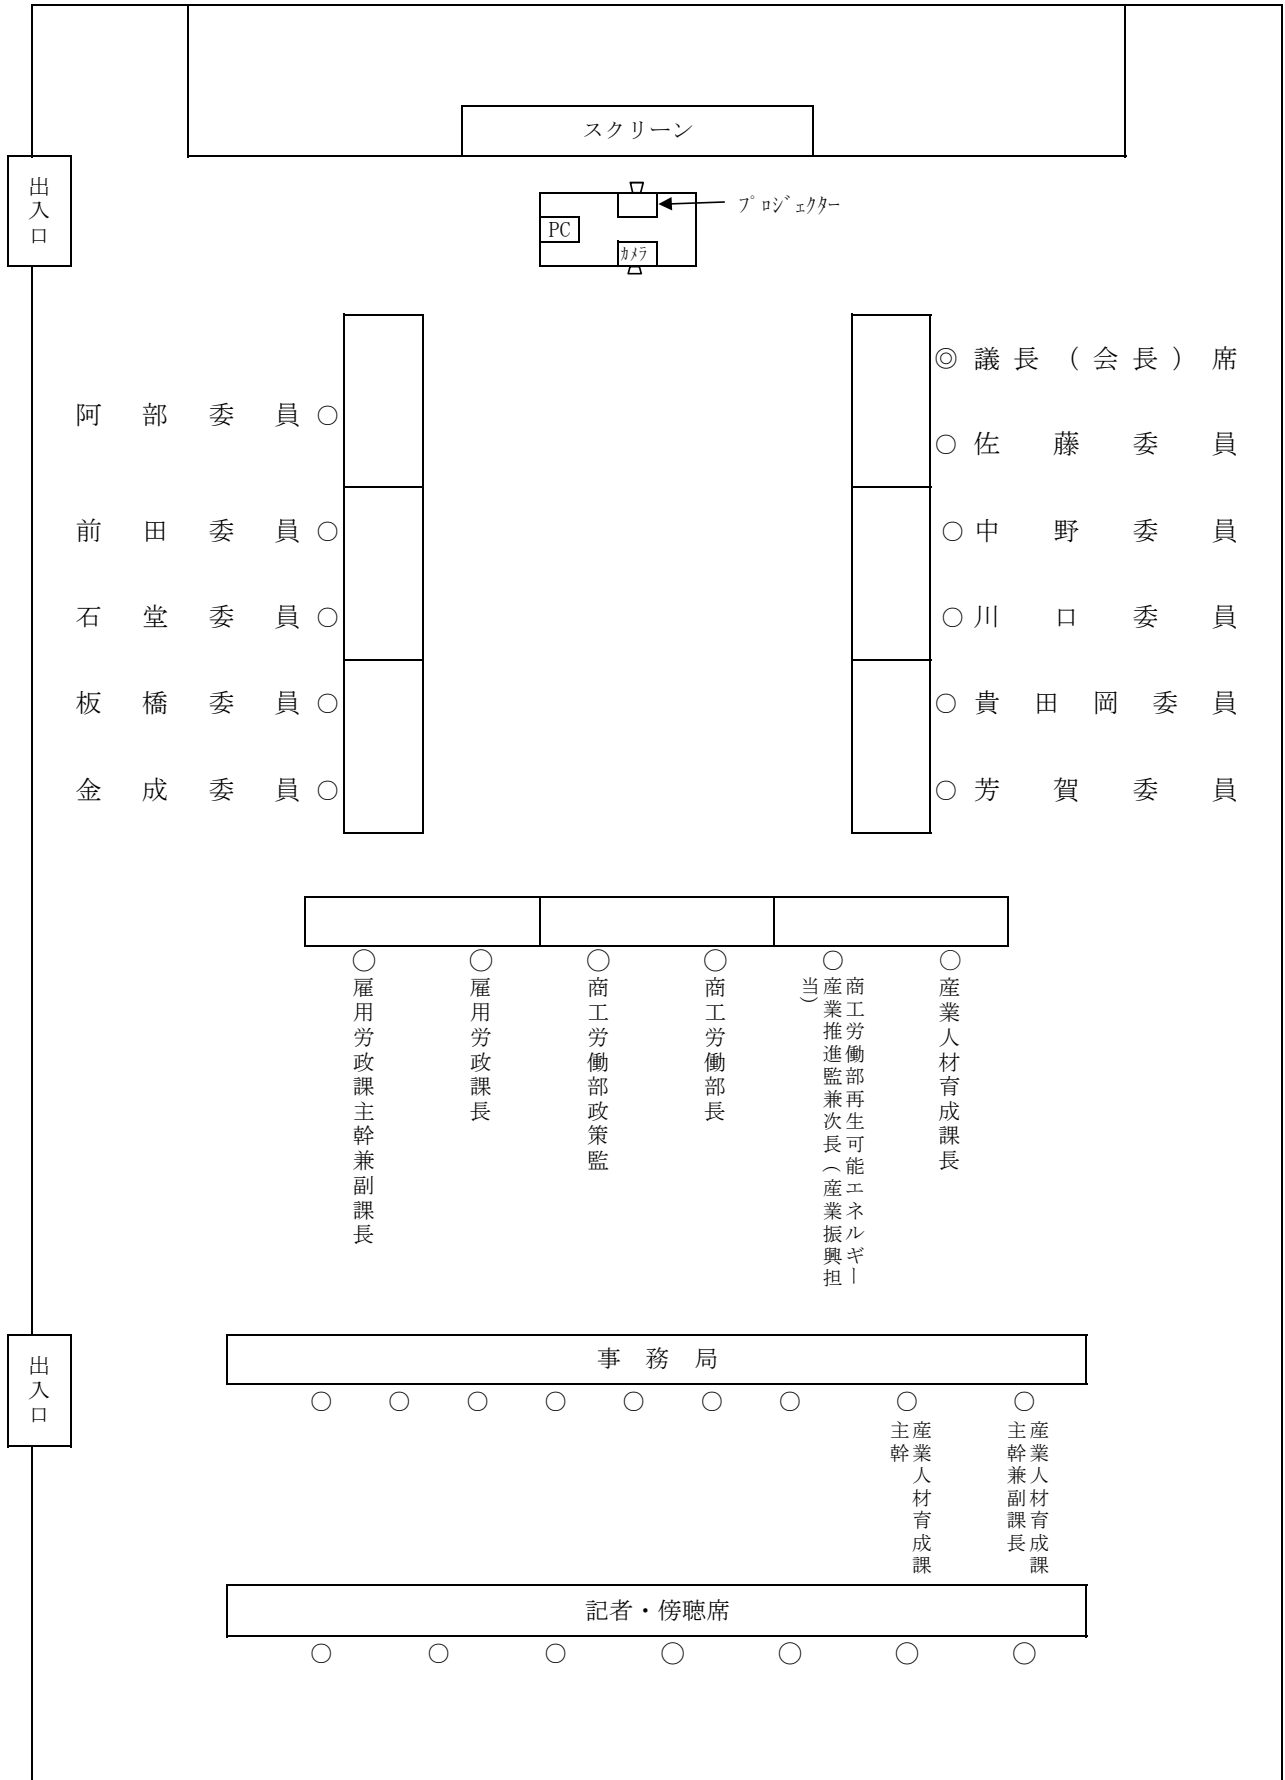 スクリーン
出入口
プロジェクター
PC
カメラ
◎議長（会長）席
阿部委員○
○佐藤委員
前田委員○
○中野委員
石堂委員○
○川口委員
板橋委員○
○貴田岡委員
金成委員○
○芳賀委員
○雇用労政課主幹兼副課長
○雇用労政課長
○商工労働部政策監
○商工労働部長
○商工労働部再生可能エネルギー
産業推進監兼次長（産業振興担
当）
○産業人材育成課長
出入口
事務局
○ ○ ○ ○ ○ ○ ○ ○ ○
産業人材育成課
主幹
産業人材育成課
主幹兼副課長
記者・傍聴席
○ ○ ○ ○ ○ ○ ○